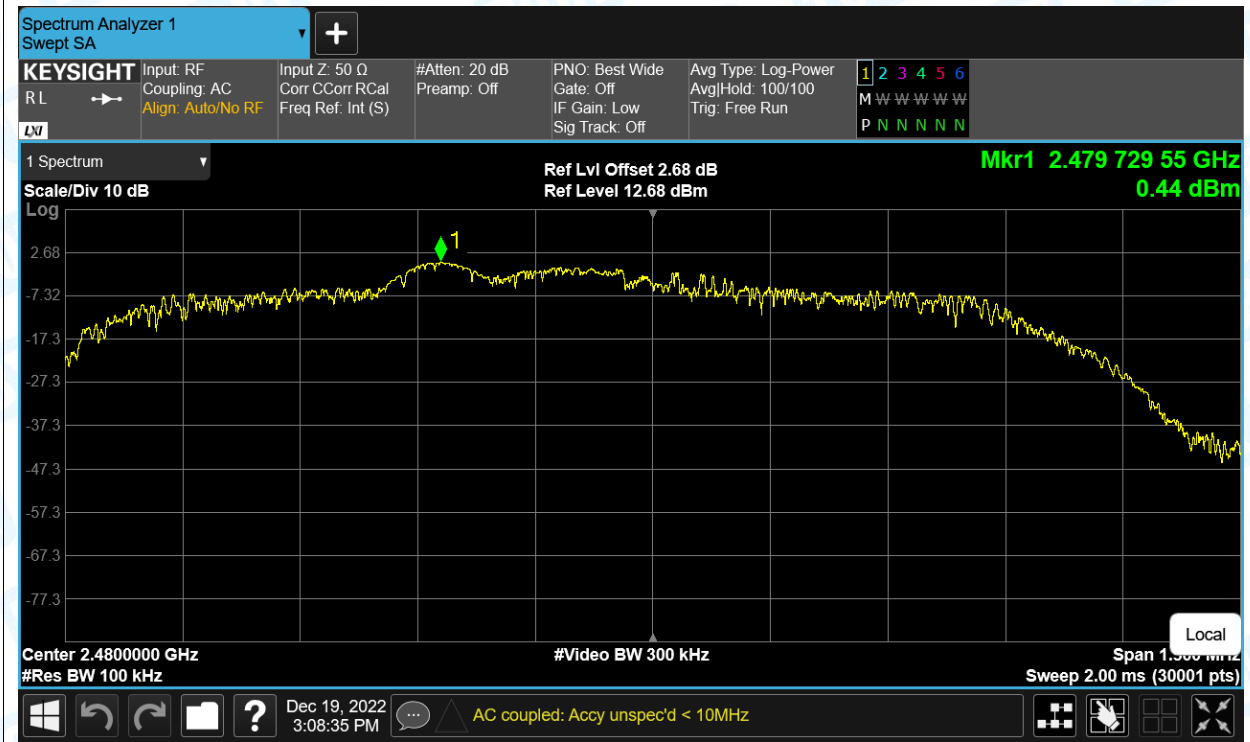 Spectrum Analyzer 1
Swept SA
KEYSIGHT
R L
LXI
Input: RF
Coupling: AC
Align: Auto/No RF
Input Z: 50 Ω
Corr CCorr RCal
Freq Ref: Int (S)
#Atten: 20 dB
Preamp: Off
PNO: Best Wide
Gate: Off
IF Gain: Low
Sig Track: Off
Avg Type: Log-Power
Avg|Hold: 100/100
Trig: Free Run
1 2 3 4 5 6
M W W W W W
P N N N N N
1 Spectrum
Scale/Div 10 dB
Log
Ref Lvl Offset 2.68 dB
Ref Level 12.68 dBm
Mkr1 2.479 729 55 GHz
0.44 dBm
1
2.68
-7.32
-17.3
-27.3
-37.3
-47.3
-57.3
-67.3
-77.3
Local
Center 2.4800000 GHz
#Video BW 300 kHz
Span
#Res BW 100 kHz
Sweep 2.00 ms (30001 pts)
?
Dec 19, 2022
3:08:35 PM
AC coupled: Accy unspec'd < 10MHz